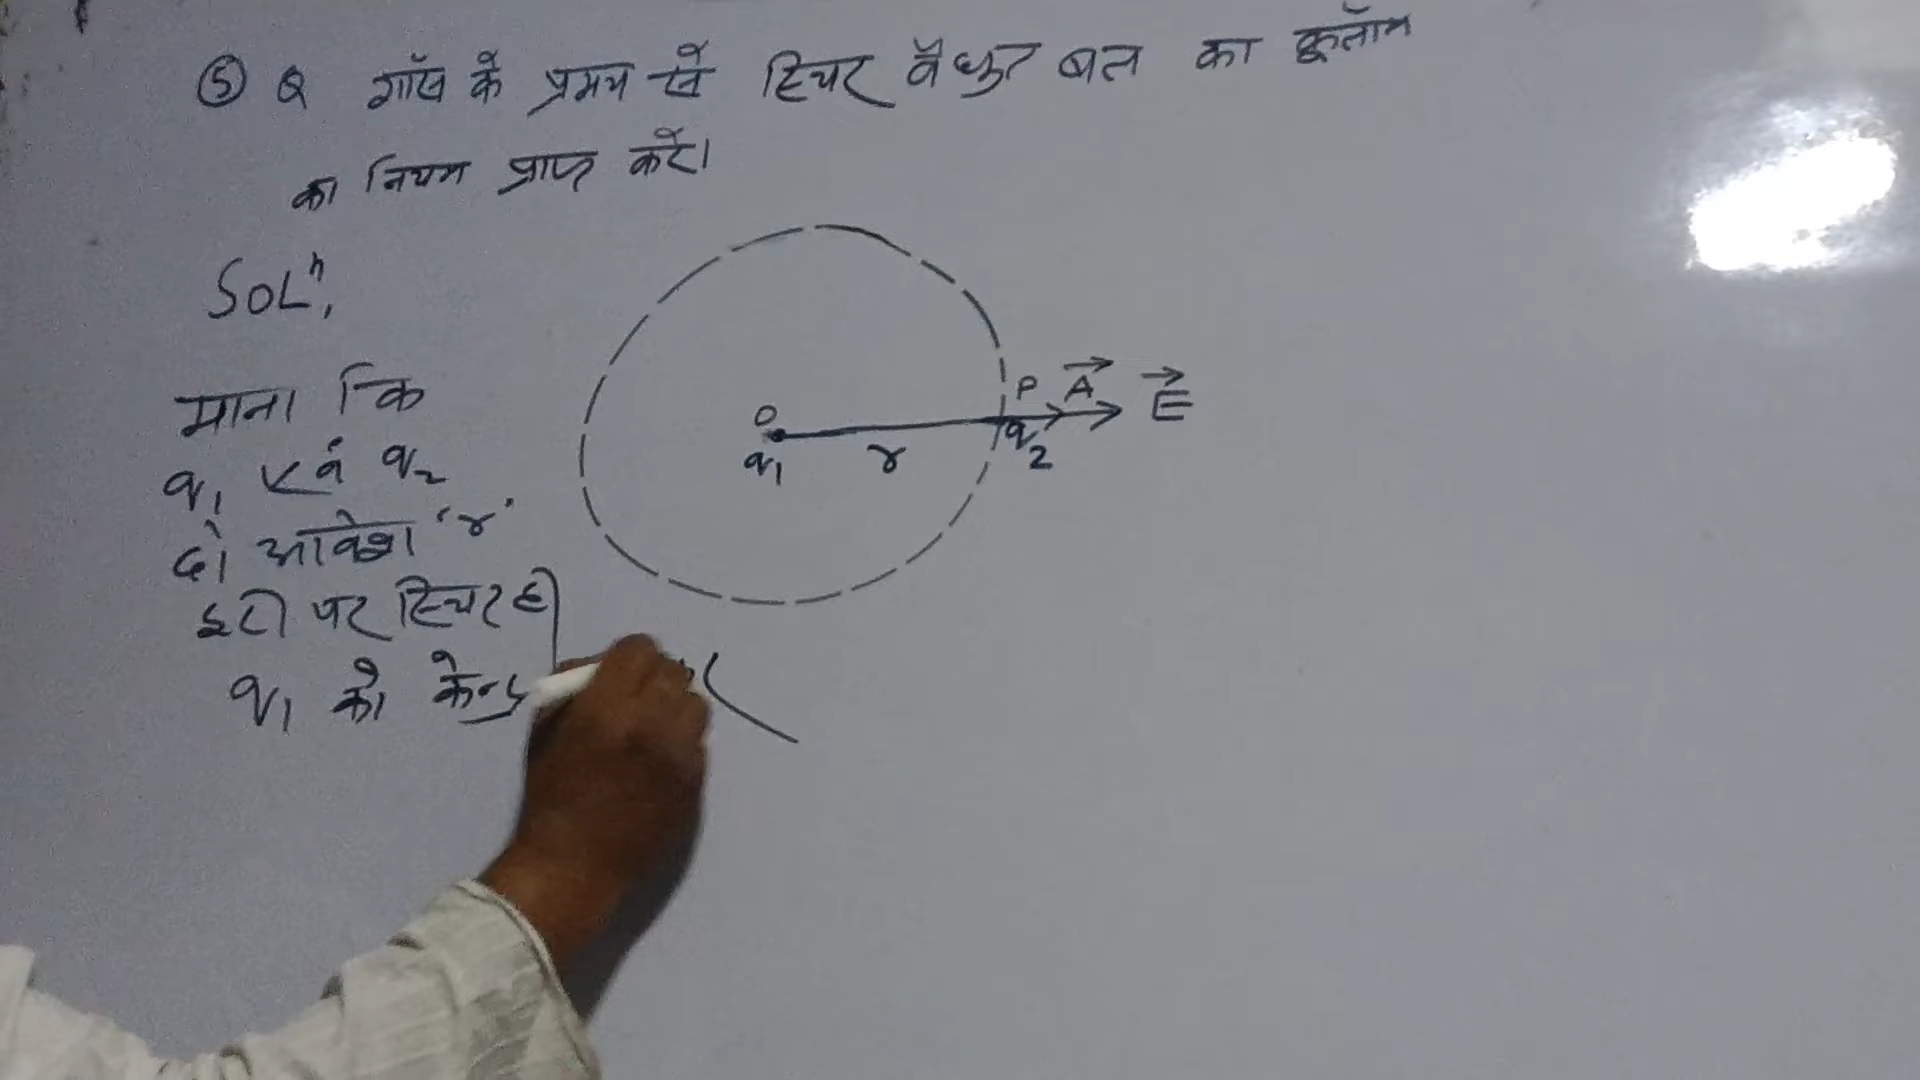 ⑤ Q गॉस के प्रमेय से स्थिर वैधुत बल का कूलॉम
का नियम प्राप्त करें।
SOLⁿ,
माना कि
q₁ एवं q₂
दो आवेश 'r'
दूरी पर स्थिर है
q₁ को केन्द्र
O
q₁
r
P
q₂
A⃗
E⃗